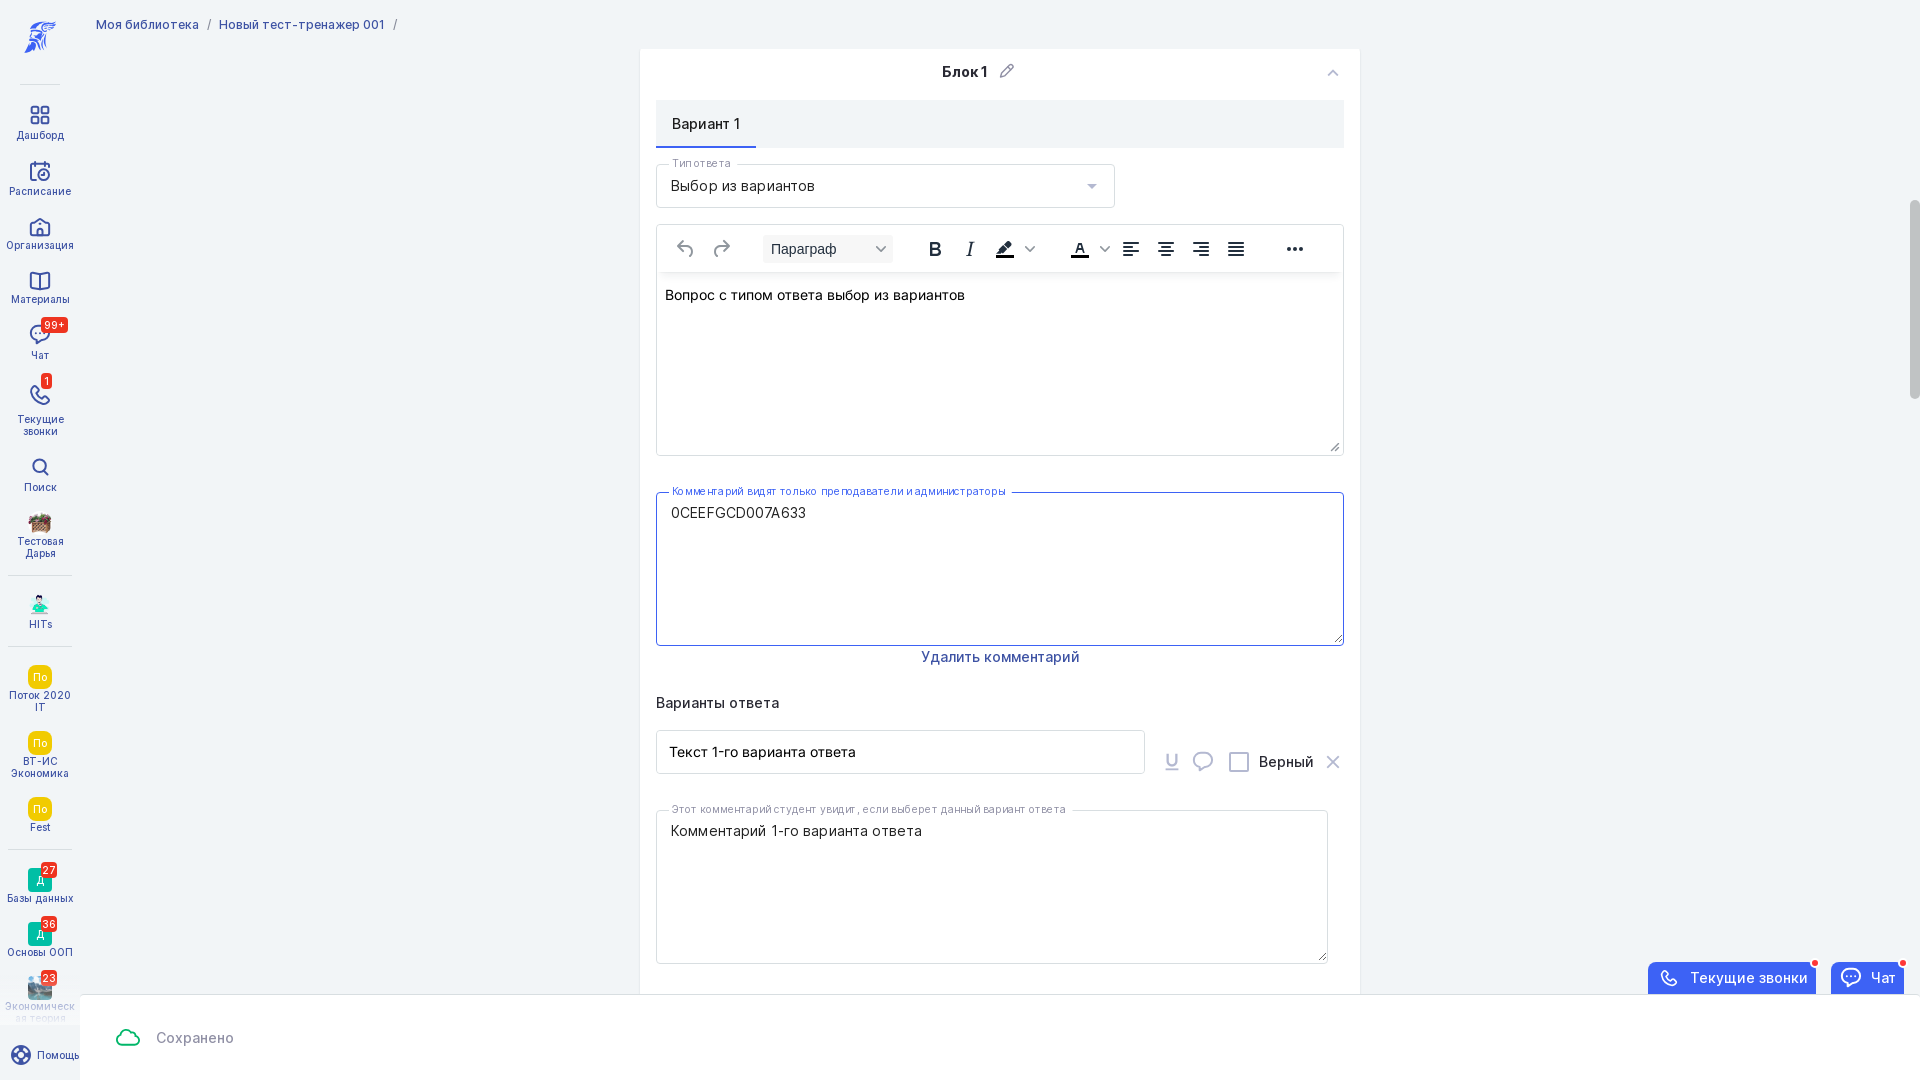 Моя библиотека / Новый тест-тренажер 001 /
Блок 1
Вариант 1
Тип ответа
Выбор из вариантов
Параграф
Вопрос с типом ответа выбор из вариантов
Комментарий видят только преподаватели и администраторы
0CEEFGCD007A633
Удалить комментарий
Варианты ответа
Текст 1-го варианта ответа
Верный
Этот комментарий студент увидит, если выберет данный вариант ответа
Комментарий 1-го варианта ответа
Дашборд
Расписание
Организация
Материалы
99+
Чат
1
Текущие
звонки
Поиск
Тестовая
Дарья
HITs
По
Поток 2020
IT
По
ВТ-ИС
Экономика
По
Fest
27
Д
Базы данных
36
Д
Основы ООП
23
Экономическ
ая теория
Помощь
Сохранено
Текущие звонки
Чат